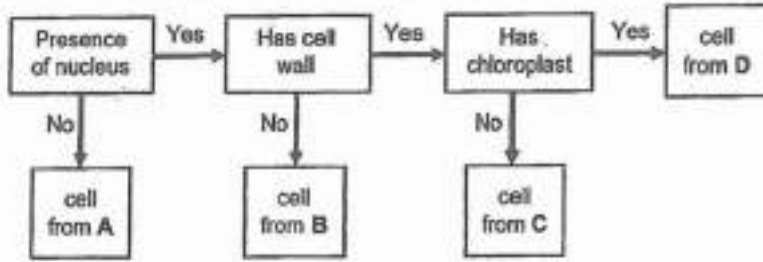 Presence
of nucleus
Yes
Has cell
wall
Yes
Has
chloroplast
Yes
cell
from D
No
No
No
cell
from A
cell
from B
cell
from C